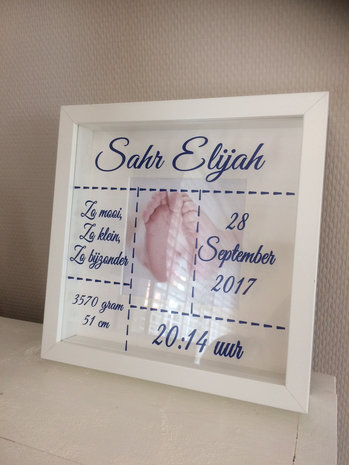 Sahr Elijah
Zo mooi,
Zo klein,
Zo bijzonder
28
September
2017
3570 gram
51 cm
20:14 uur